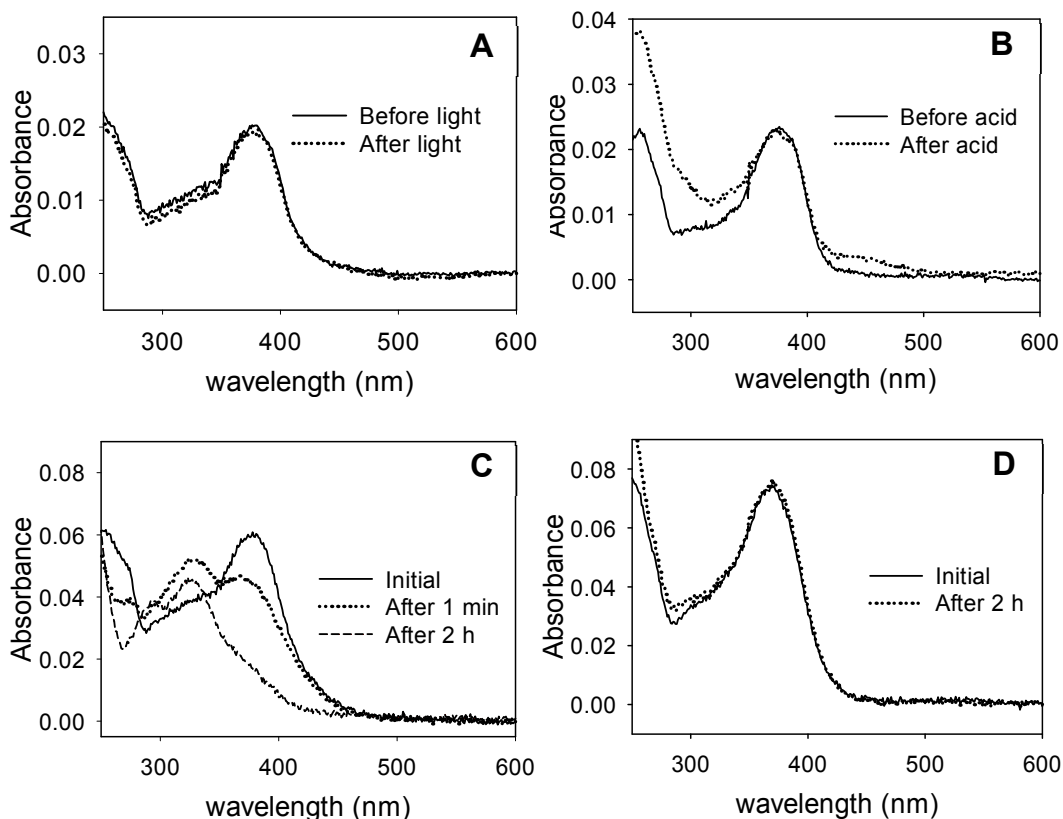 A
0.03
0.02
0.01
0.00
Absorbance
Before light
After light
300
400
500
600
wavelength (nm)
B
0.04
0.03
0.02
0.01
0.00
Absorbance
Before acid
After acid
300
400
500
600
wavelength (nm)
C
0.08
0.06
0.04
0.02
0.00
Absorbance
Initial
After 1 min
After 2 h
300
400
500
600
wavelength (nm)
D
0.08
0.06
0.04
0.02
0.00
Absorbance
Initial
After 2 h
300
400
500
600
wavelength (nm)